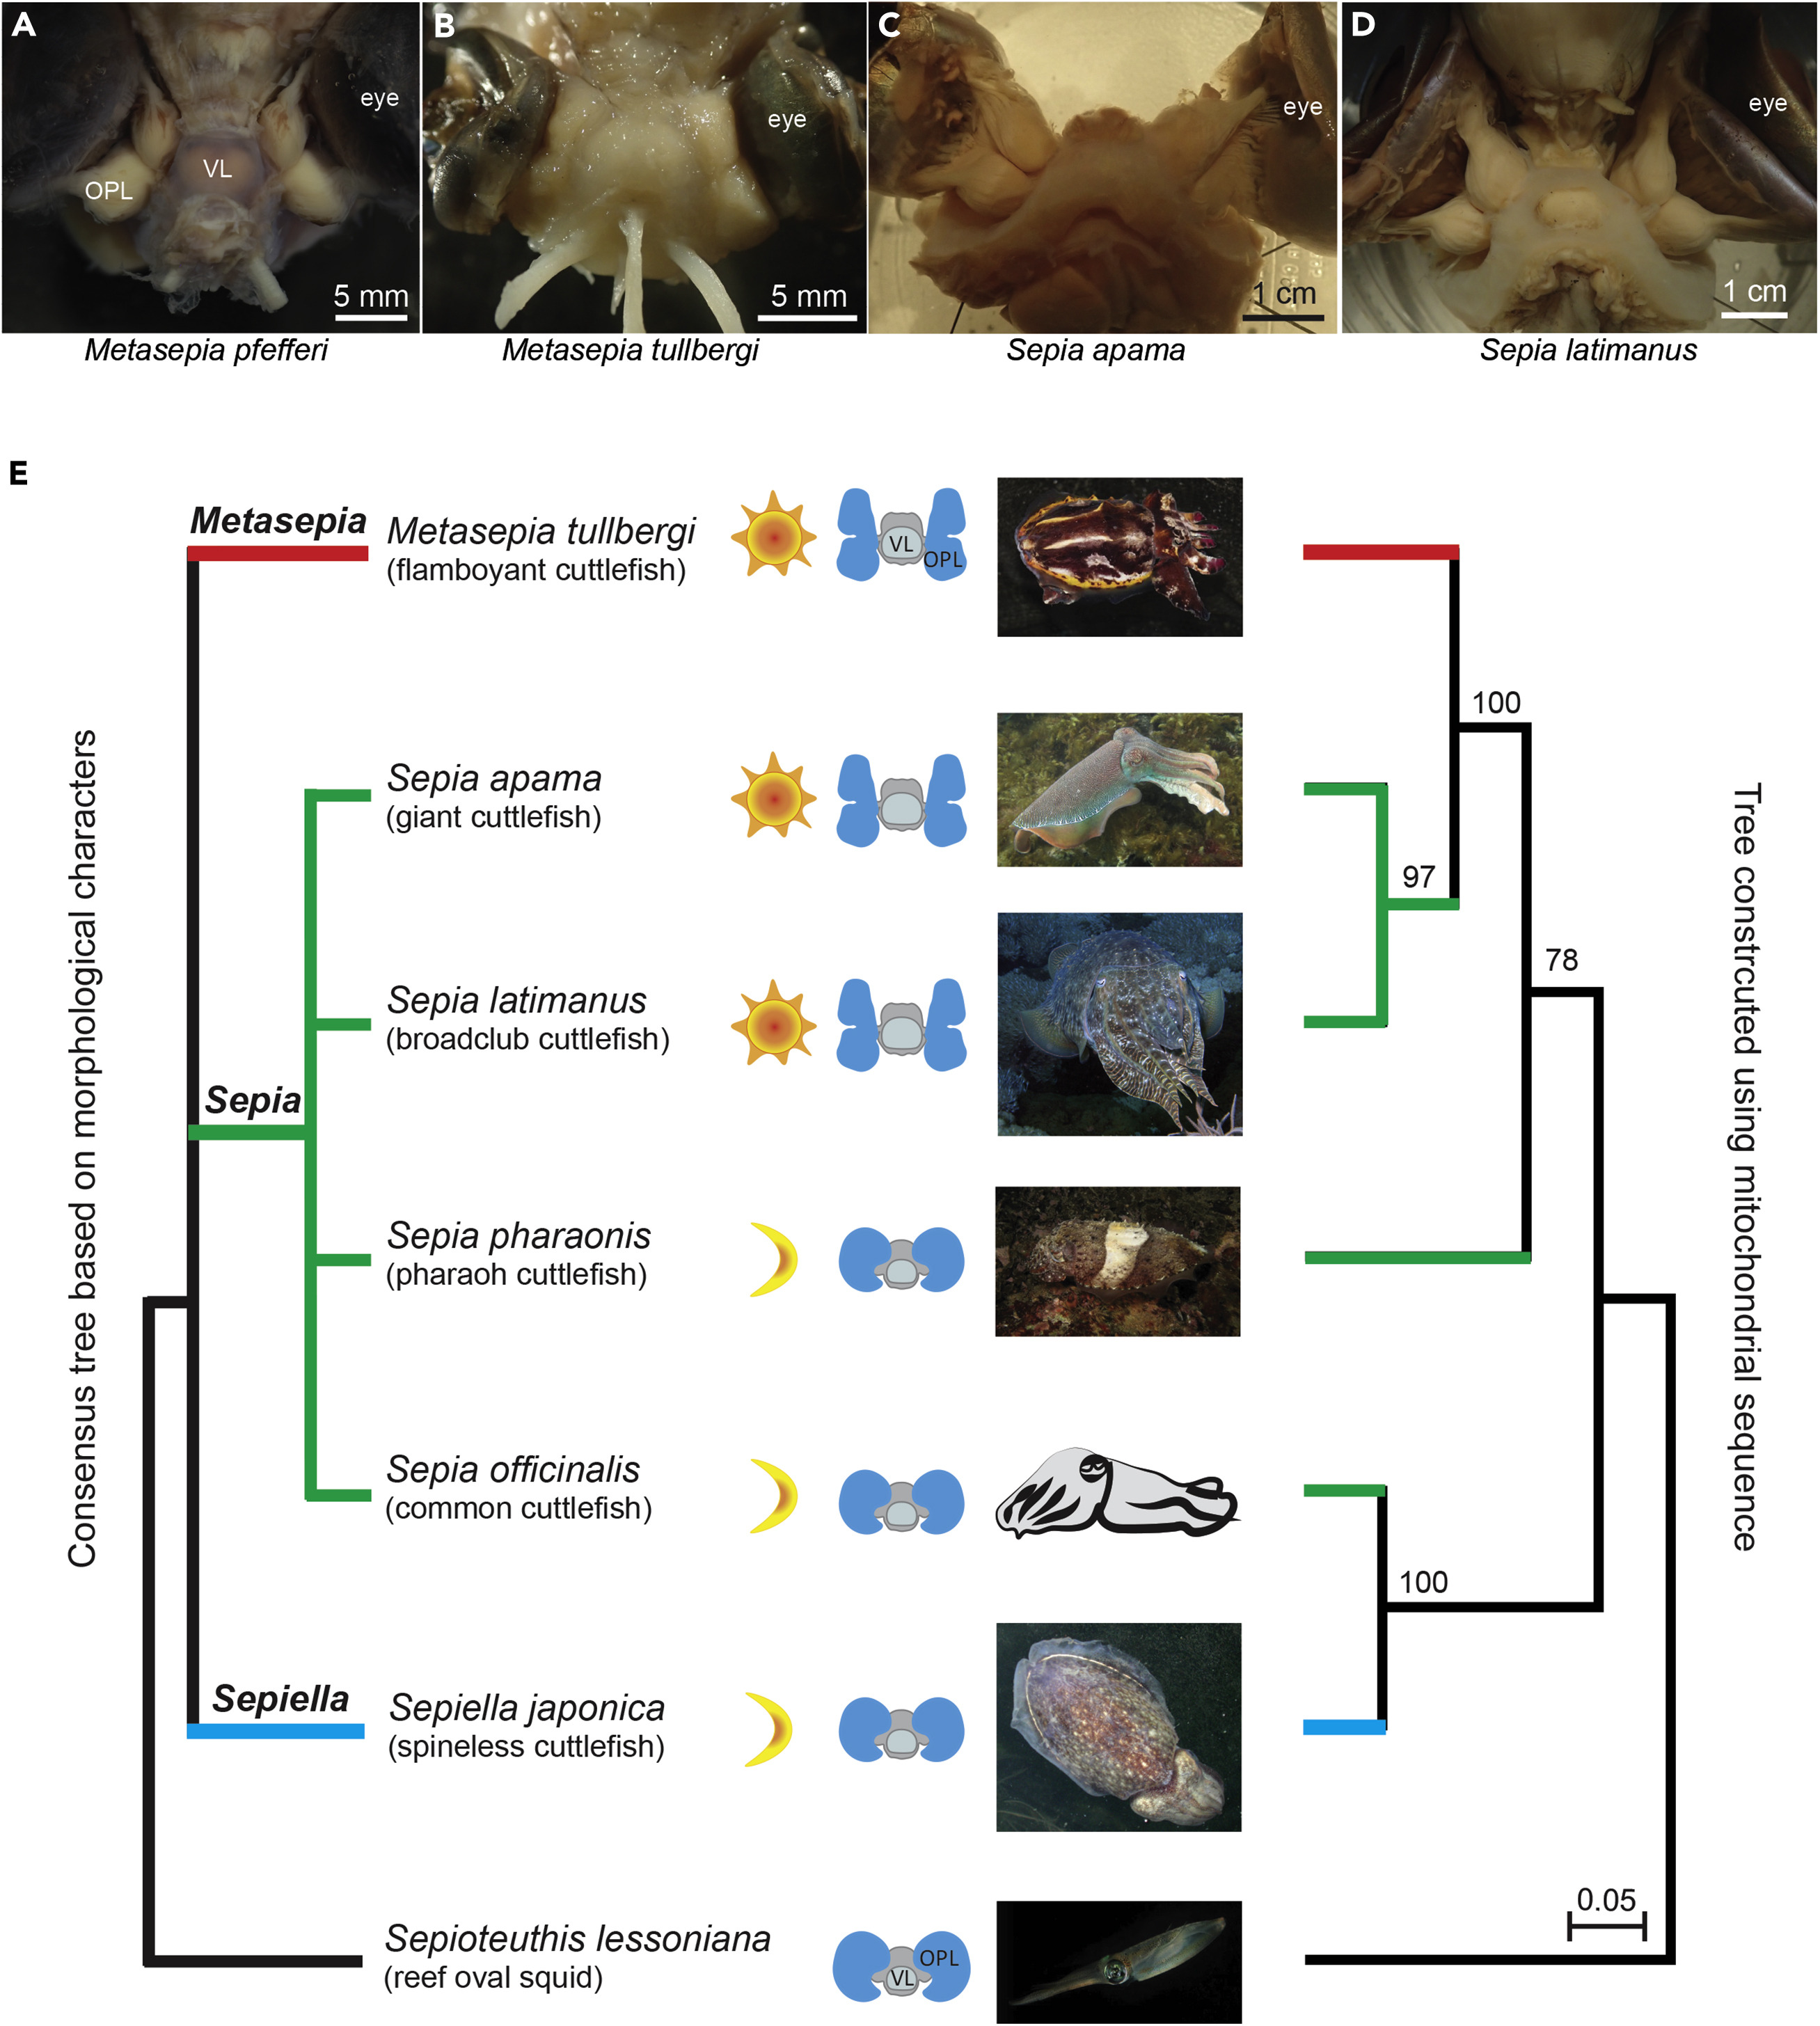 A
B
C
D
eye
VL
OPL
5 mm
eye
5 mm
eye
1 cm
eye
1 cm
Metasepia pfefferi
Metasepia tullbergi
Sepia apama
Sepia latimanus
E
Consensus tree based on morphological characters
Metasepia
Metasepia tullbergi
(flamboyant cuttlefish)
VL
OPL
100
Sepia apama
(giant cuttlefish)
97
Sepia latimanus
(broadclub cuttlefish)
78
Sepia
Sepia pharaonis
(pharaoh cuttlefish)
Sepia officinalis
(common cuttlefish)
100
Sepiella
Sepiella japonica
(spineless cuttlefish)
Sepioteuthis lessoniana
(reef oval squid)
OPL
VL
0.05
Tree constrcuted using mitochondrial sequence